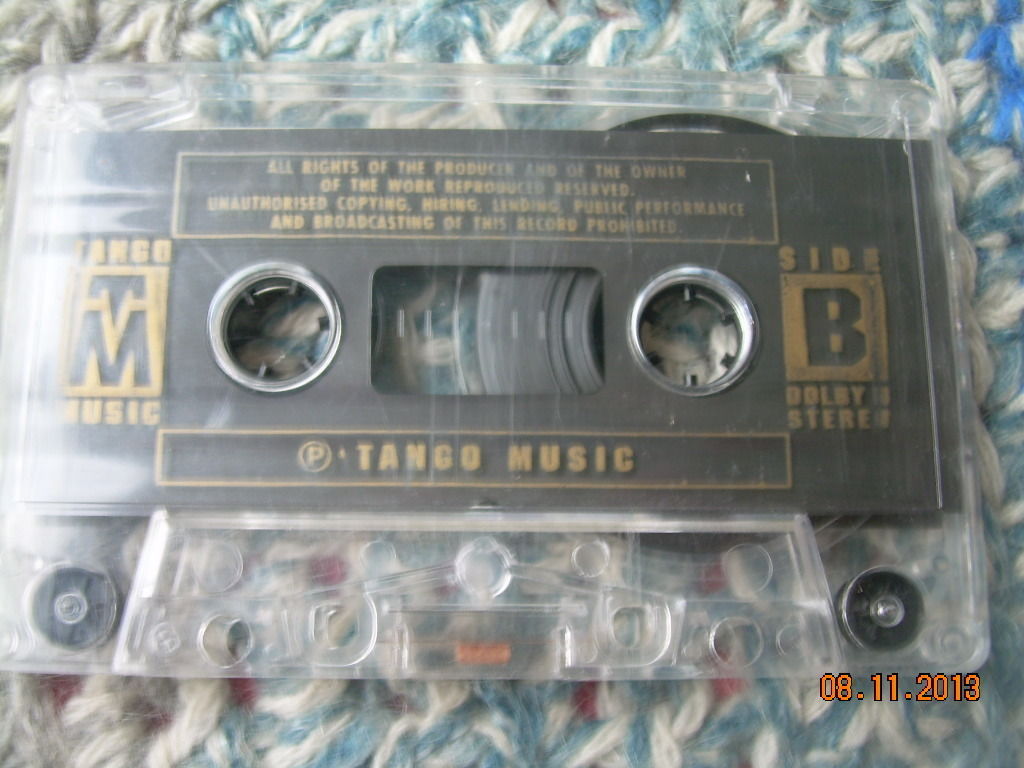 ALL RIGHTS OF THE PRODUCER AND OF THE OWNER
OF THE WORK REPRODUCED RESERVED.
UNAUTHORISED COPYING, HIRING, LENDING, PUBLIC PERFORMANCE
AND BROADCASTING OF THIS RECORD PROHIBITED.
TANGO
TM
MUSIC
SIDE
B
DOLBY
STEREO
Ⓟ TANGO MUSIC
08.11.2013